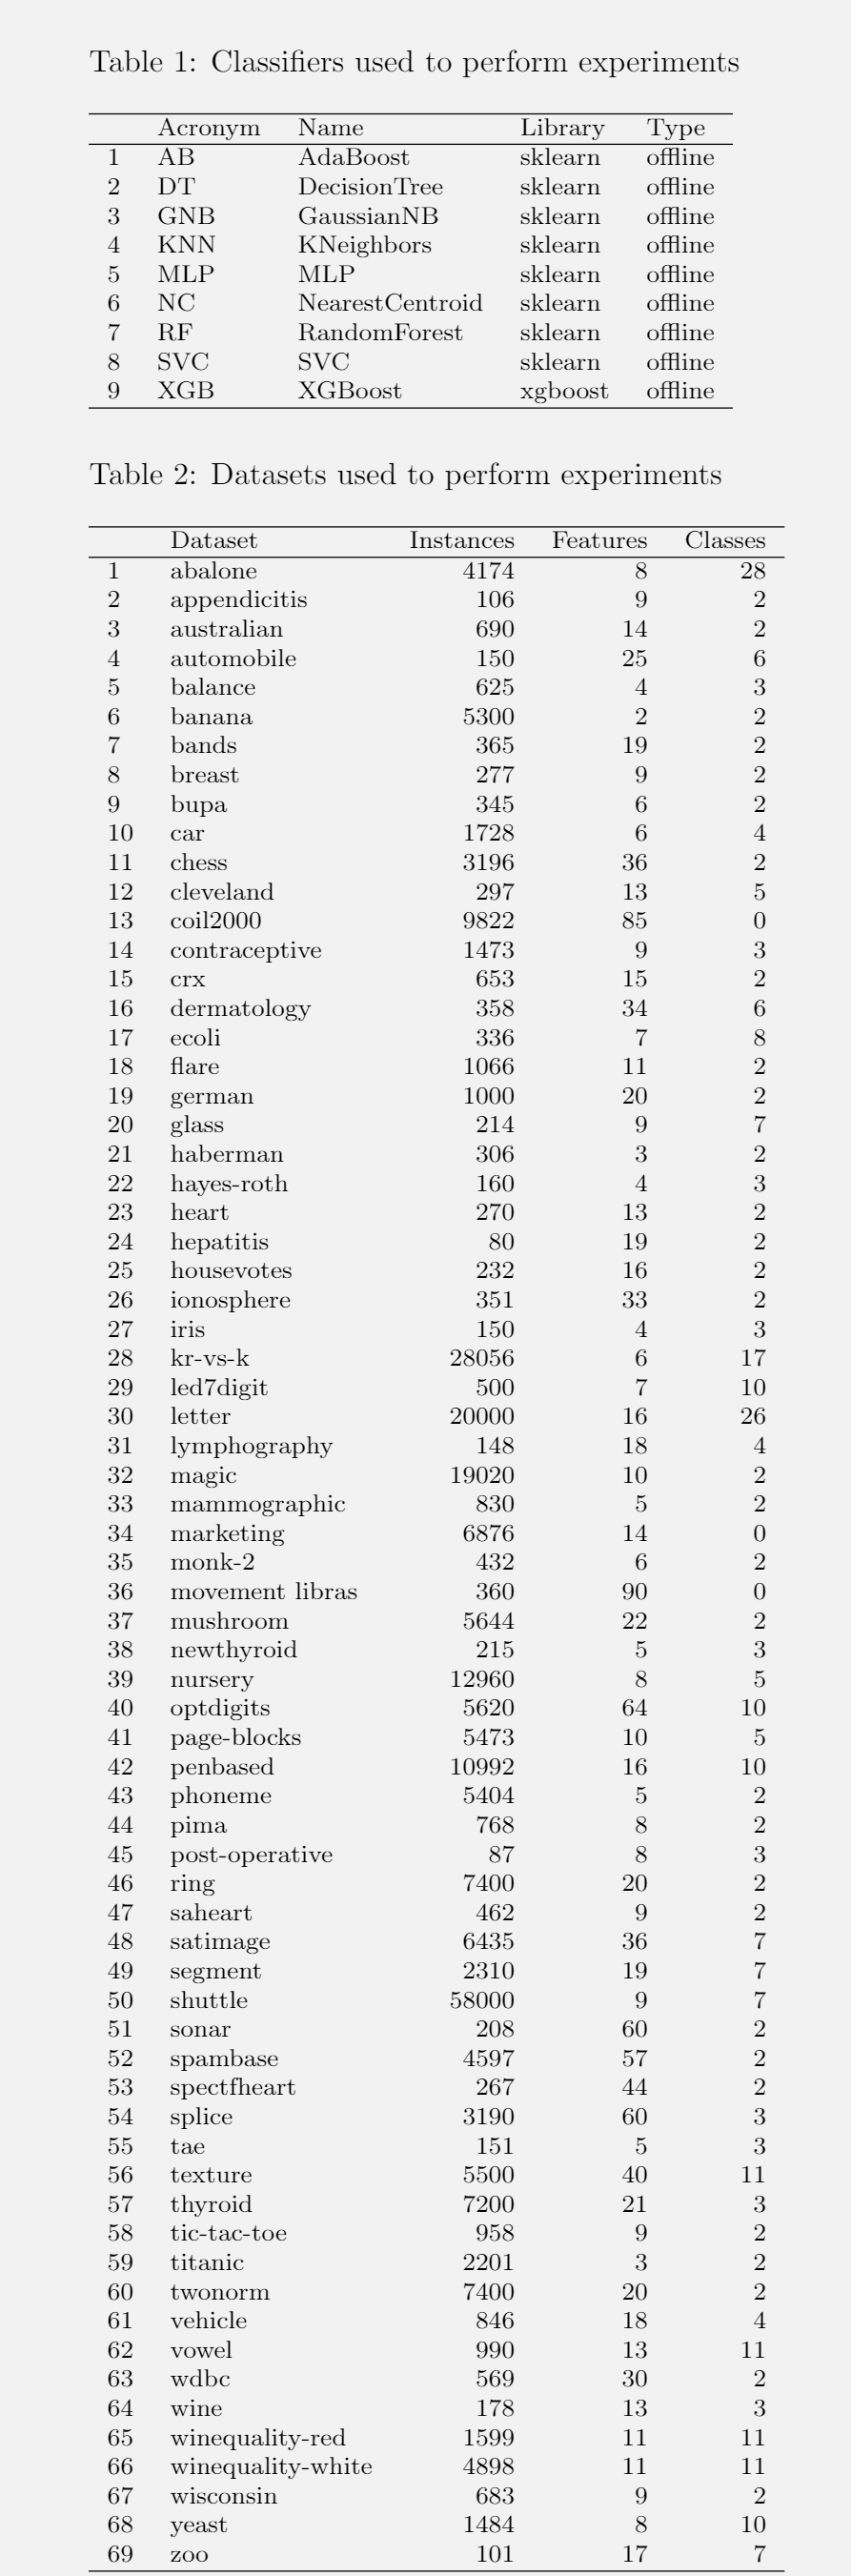 Table 1: Classifiers used to perform experiments
Acronym Name Library Type
1 AB AdaBoost sklearn offline
2 DT DecisionTree sklearn offline
3 GNB GaussianNB sklearn offline
4 KNN KNeighbors sklearn offline
5 MLP MLP sklearn offline
6 NC NearestCentroid sklearn offline
7 RF RandomForest sklearn offline
8 SVC SVC sklearn offline
9 XGB XGBoost xgboost offline
Table 2: Datasets used to perform experiments
Dataset Instances Features Classes
1 abalone 4174 8 28
2 appendicitis 106 9 2
3 australian 690 14 2
4 automobile 150 25 6
5 balance 625 4 3
6 banana 5300 2 2
7 bands 365 19 2
8 breast 277 9 2
9 bupa 345 6 2
10 car 1728 6 4
11 chess 3196 36 2
12 cleveland 297 13 5
13 coil2000 9822 85 0
14 contraceptive 1473 9 3
15 crx 653 15 2
16 dermatology 358 34 6
17 ecoli 336 7 8
18 flare 1066 11 2
19 german 1000 20 2
20 glass 214 9 7
21 haberman 306 3 2
22 hayes-roth 160 4 3
23 heart 270 13 2
24 hepatitis 80 19 2
25 housevotes 232 16 2
26 ionosphere 351 33 2
27 iris 150 4 3
28 kr-vs-k 28056 6 17
29 led7digit 500 7 10
30 letter 20000 16 26
31 lymphography 148 18 4
32 magic 19020 10 2
33 mammographic 830 5 2
34 marketing 6876 14 0
35 monk-2 432 6 2
36 movement libras 360 90 0
37 mushroom 5644 22 2
38 newthyroid 215 5 3
39 nursery 12960 8 5
40 optdigits 5620 64 10
41 page-blocks 5473 10 5
42 penbased 10992 16 10
43 phoneme 5404 5 2
44 pima 768 8 2
45 post-operative 87 8 3
46 ring 7400 20 2
47 saheart 462 9 2
48 satimage 6435 36 7
49 segment 2310 19 7
50 shuttle 58000 9 7
51 sonar 208 60 2
52 spambase 4597 57 2
53 spectfheart 267 44 2
54 splice 3190 60 3
55 tae 151 5 3
56 texture 5500 40 11
57 thyroid 7200 21 3
58 tic-tac-toe 958 9 2
59 titanic 2201 3 2
60 twonorm 7400 20 2
61 vehicle 846 18 4
62 vowel 990 13 11
63 wdbc 569 30 2
64 wine 178 13 3
65 winequality-red 1599 11 11
66 winequality-white 4898 11 11
67 wisconsin 683 9 2
68 yeast 1484 8 10
69 zoo 101 17 7